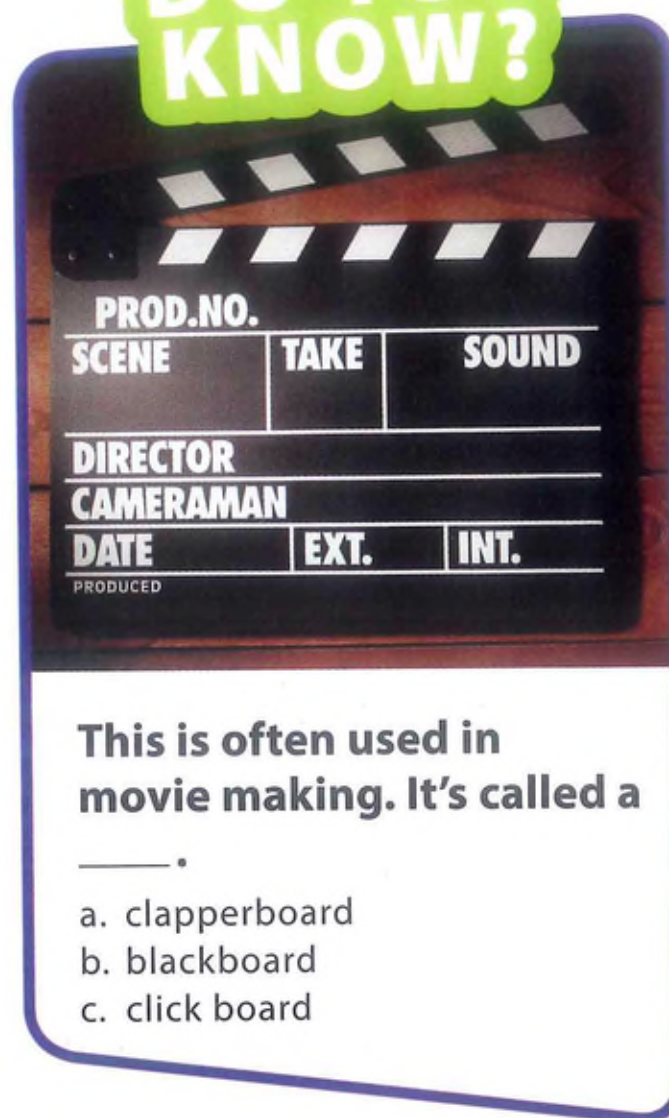 KNOW?
PROD.NO.
SCENE TAKE SOUND
DIRECTOR
CAMERAMAN
DATE EXT. INT.
PRODUCED
This is often used in
movie making. It's called a
_____.
a. clapperboard
b. blackboard
c. click board